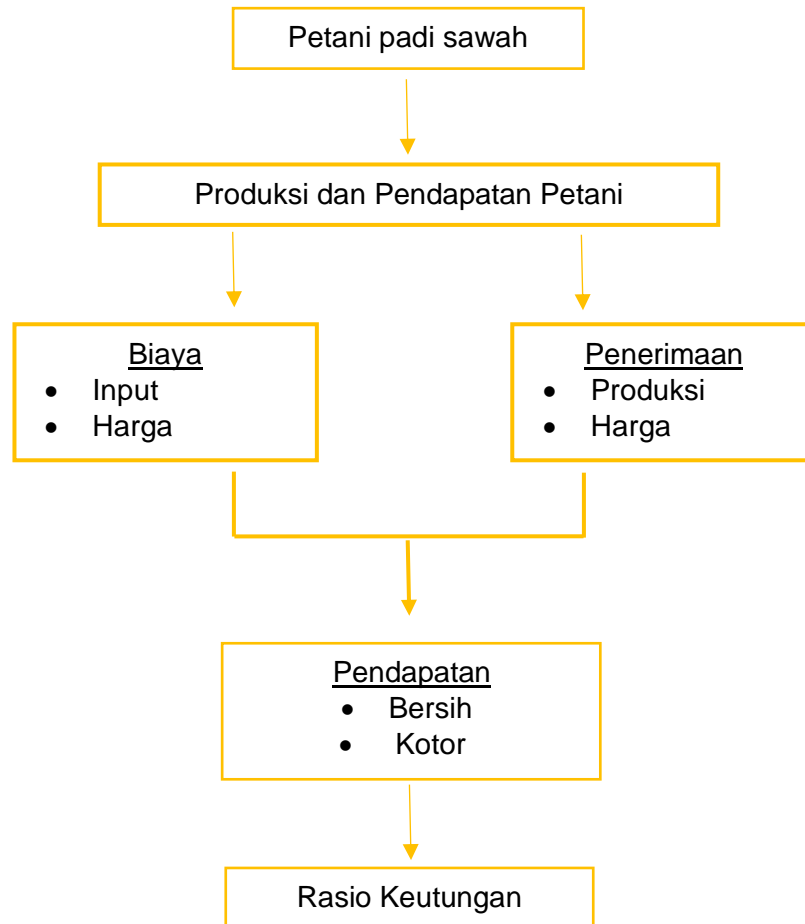 Petani padi sawah
Produksi dan Pendapatan Petani
Biaya
• Input
• Harga
Penerimaan
• Produksi
• Harga
Pendapatan
• Bersih
• Kotor
Rasio Keutungan